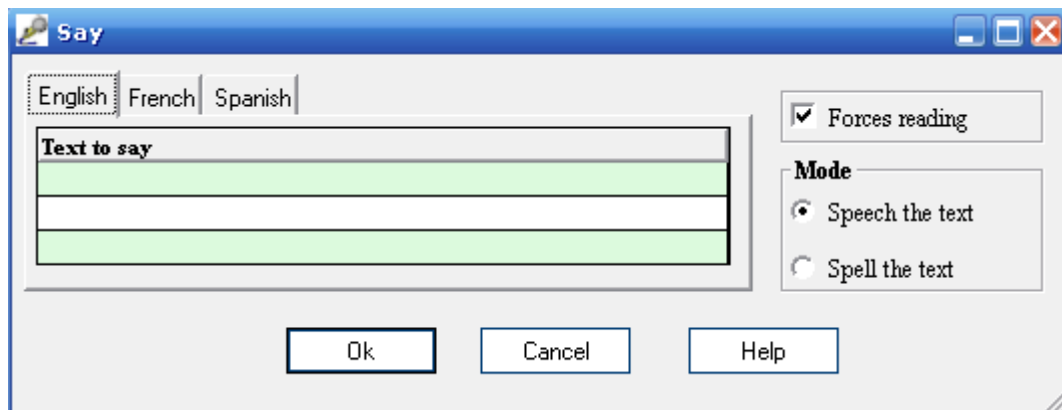 Say
English French Spanish
Text to say
Forces reading
Mode
Speech the text
Spell the text
Ok Cancel Help